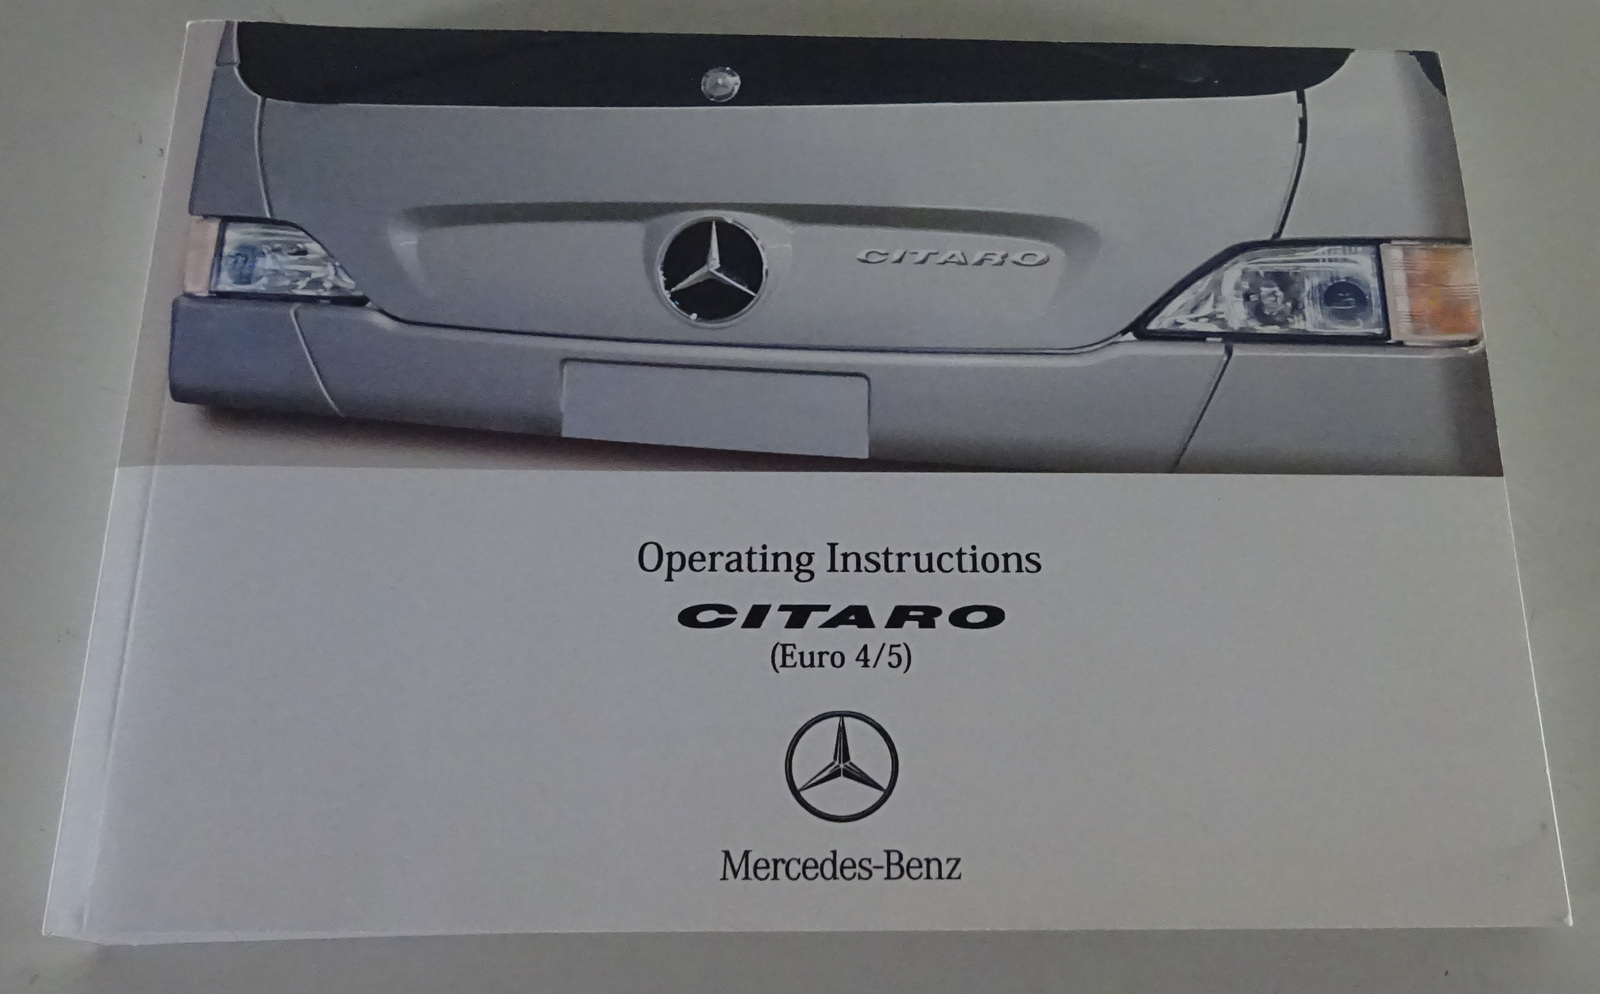 CITARO
Operating Instructions
CITARO
(Euro 4/5)
Mercedes-Benz